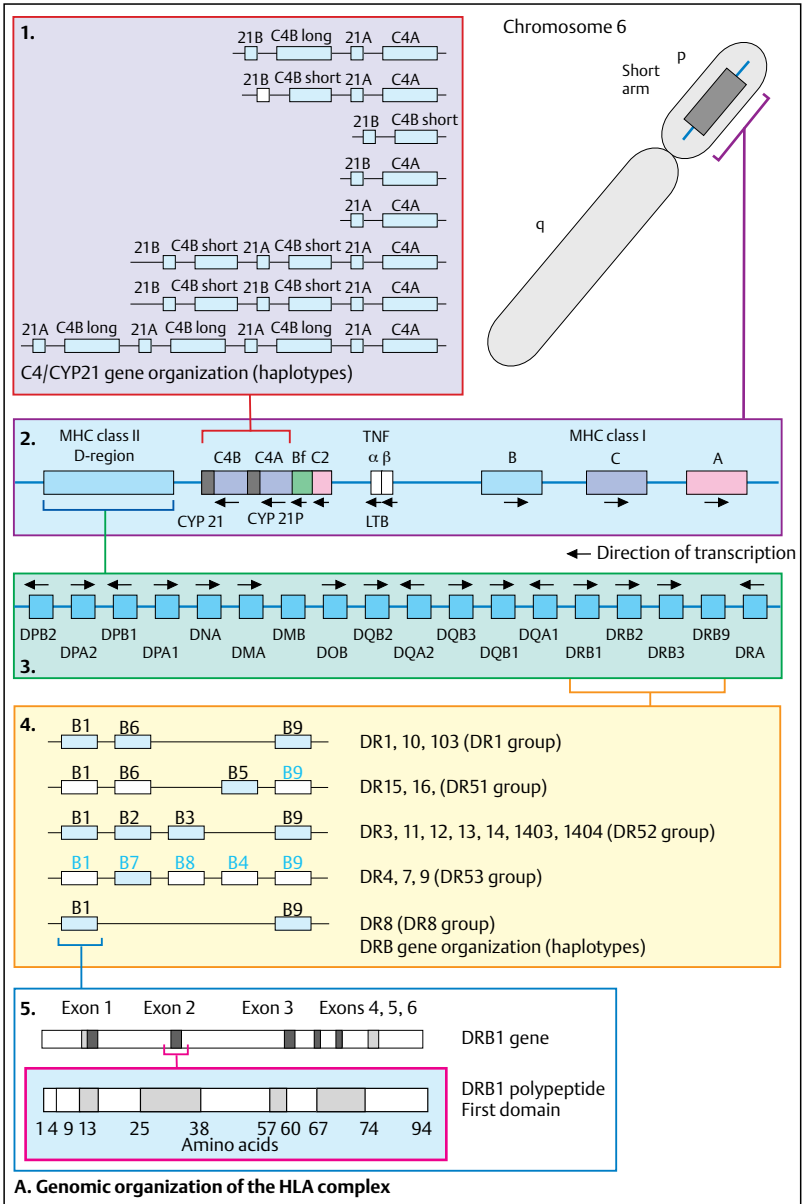 1.
21B C4B long 21A C4A
21B C4B short 21A C4A
21B C4B short
21B C4A
21A C4A
21B C4B short 21A C4B short 21A C4A
21B C4B short 21B C4B short 21A C4A
21A C4B long 21A C4B long 21A C4B long 21A C4A
C4/CYP21 gene organization (haplotypes)
Chromosome 6
p
Short
arm
q
2.
MHC class II
D-region
C4B C4A Bf C2
TNF
α β
MHC class I
B C A
CYP 21 CYP 21P LTB
Direction of transcription
DPB2 DPB1 DNA DMB DQB2 DQB3 DQA1 DRB2 DRB9
DPA2 DPA1 DMA DOB DQA2 DQB1 DRB1 DRB3 DRA
3.
4.
B1 B6 B9
DR1, 10, 103 (DR1 group)
B1 B6 B5 B9
DR15, 16, (DR51 group)
B1 B2 B3 B9
DR3, 11, 12, 13, 14, 1403, 1404 (DR52 group)
B1 B7 B8 B4 B9
DR4, 7, 9 (DR53 group)
B1 B9
DR8 (DR8 group)
DRB gene organization (haplotypes)
5.
Exon 1 Exon 2 Exon 3 Exons 4, 5, 6
DRB1 gene
DRB1 polypeptide
First domain
1 4 9 13 25 38 57 60 67 74 94
Amino acids
A. Genomic organization of the HLA complex